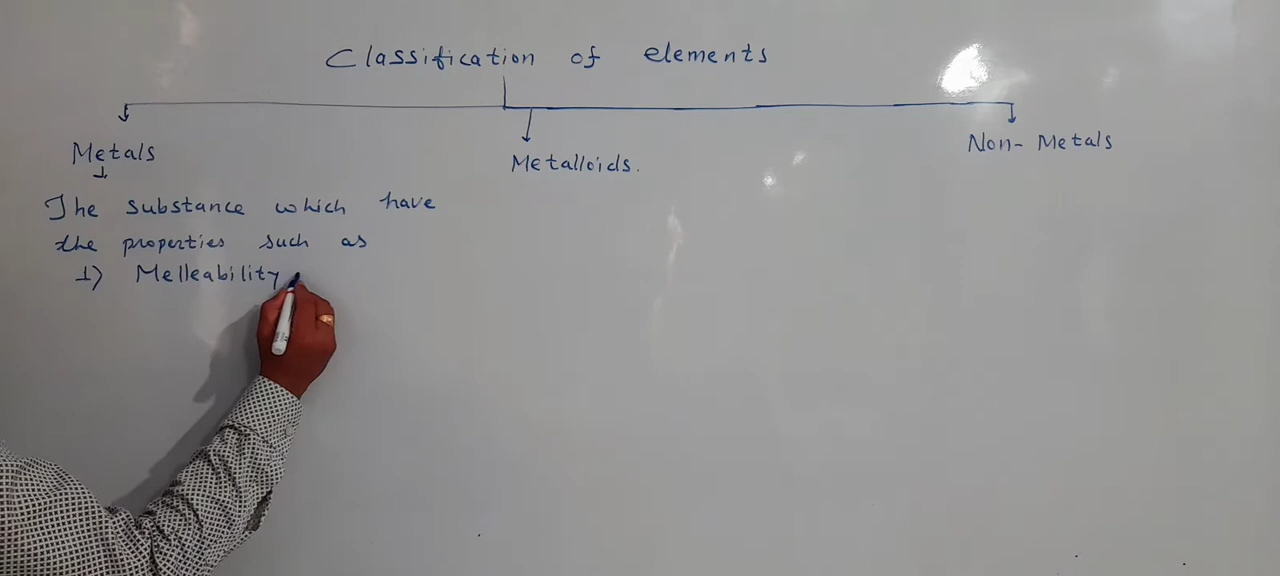 Classification of elements
Metals
Metalloids.
Non-Metals
The substance which have
the properties such as
1) Melleability